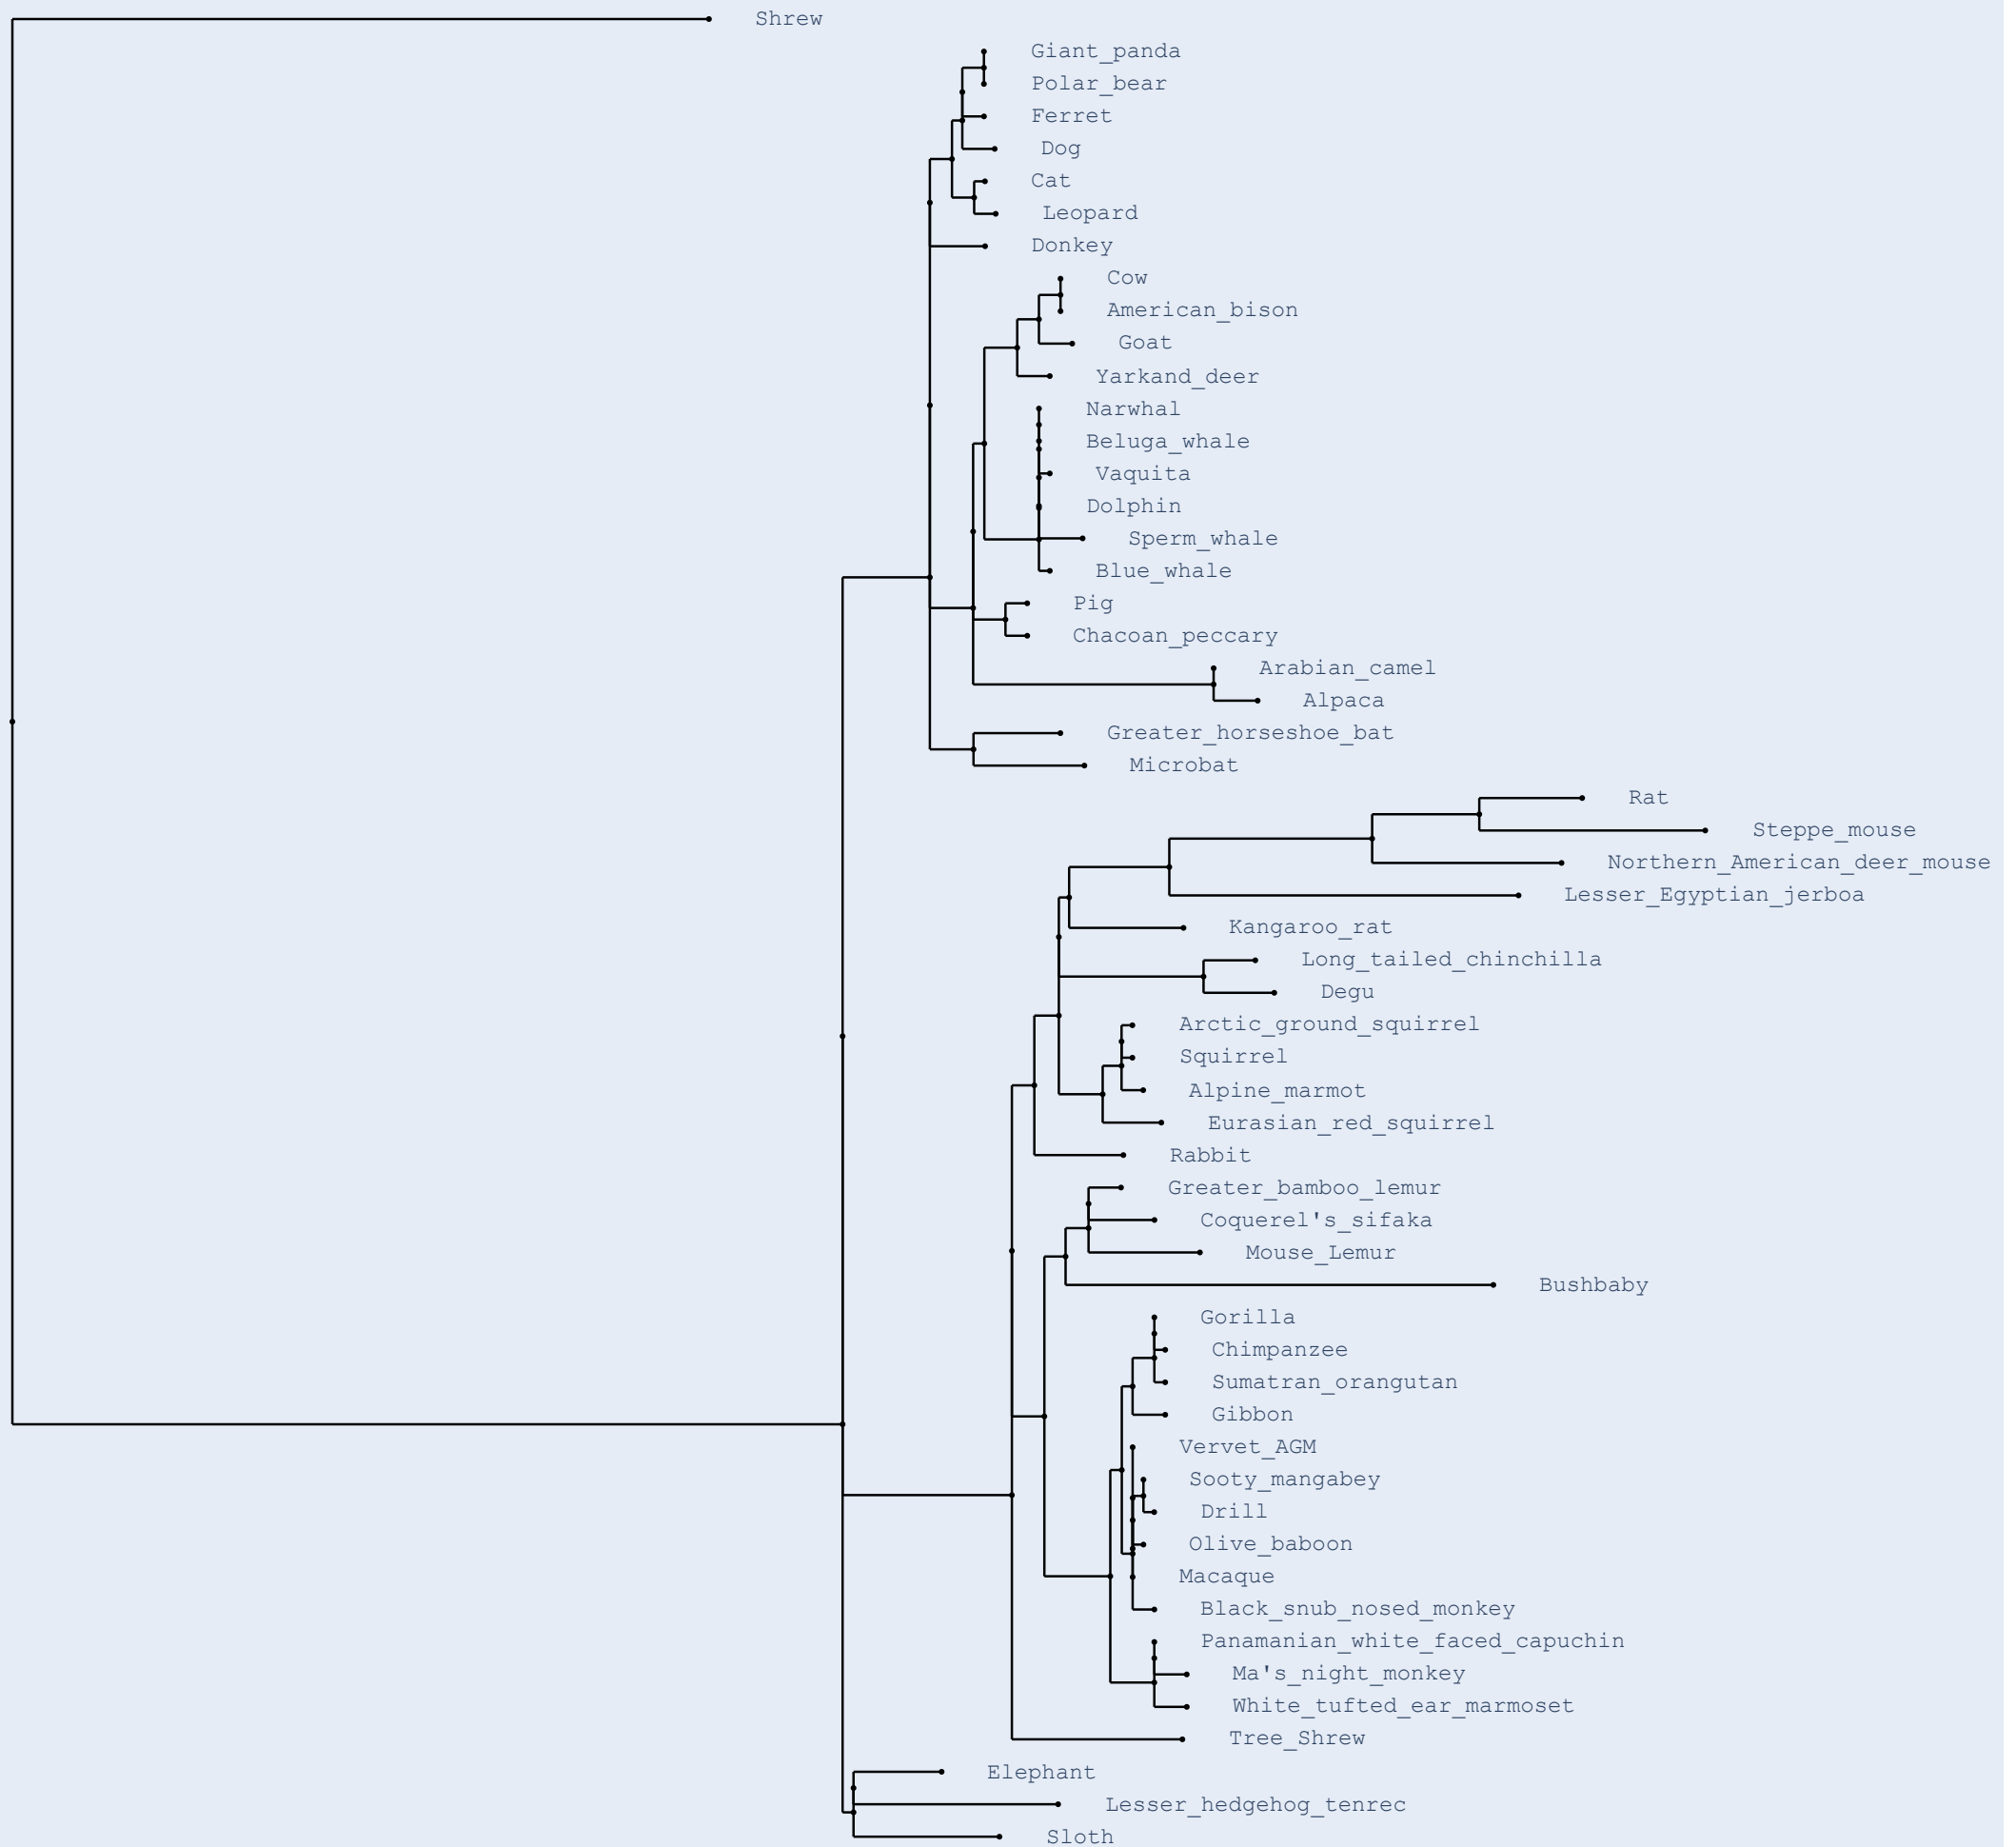 Shrew
Giant_panda
Polar_bear
Ferret
Dog
Cat
Leopard
Donkey
Cow
American_bison
Goat
Yarkand_deer
Narwhal
Beluga_whale
Vaquita
Dolphin
Sperm_whale
Blue_whale
Pig
Chacoan_peccary
Arabian_camel
Alpaca
Greater_horseshoe_bat
Microbat
Rat
Steppe_mouse
Northern_American_deer_mouse
Lesser_Egyptian_jerboa
Kangaroo_rat
Long_tailed_chinchilla
Degu
Arctic_ground_squirrel
Squirrel
Alpine_marmot
Eurasian_red_squirrel
Rabbit
Greater_bamboo_lemur
Coquerel's_sifaka
Mouse_Lemur
Bushbaby
Gorilla
Chimpanzee
Sumatran_orangutan
Gibbon
Vervet_AGM
Sooty_mangabey
Drill
Olive_baboon
Macaque
Black_snub_nosed_monkey
Panamanian_white_faced_capuchin
Ma's_night_monkey
White_tufted_ear_marmoset
Tree_Shrew
Elephant
Lesser_hedgehog_tenrec
Sloth